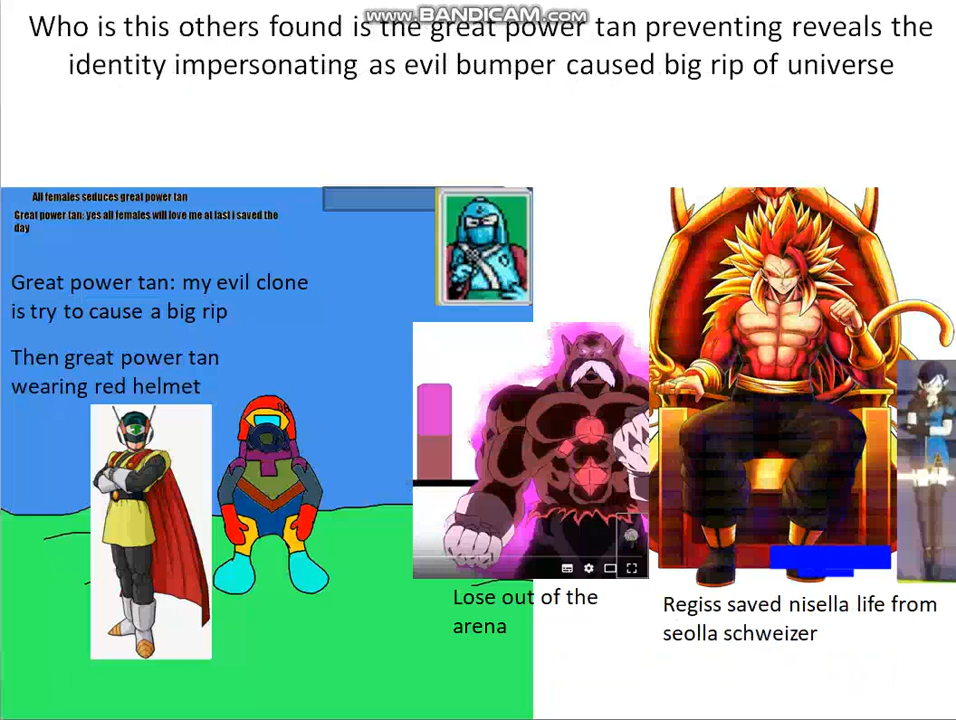 www.BANDICAM.com
Who is this others found is the great power tan preventing reveals the
identity impersonating as evil bumper caused big rip of universe
All females seduces great power tan
Great power tan: yes all females will love me at last i saved the
day
Great power tan: my evil clone
is try to cause a big rip
Then great power tan
wearing red helmet
Lose out of the
arena
Regiss saved nisella life from
seolla schweizer